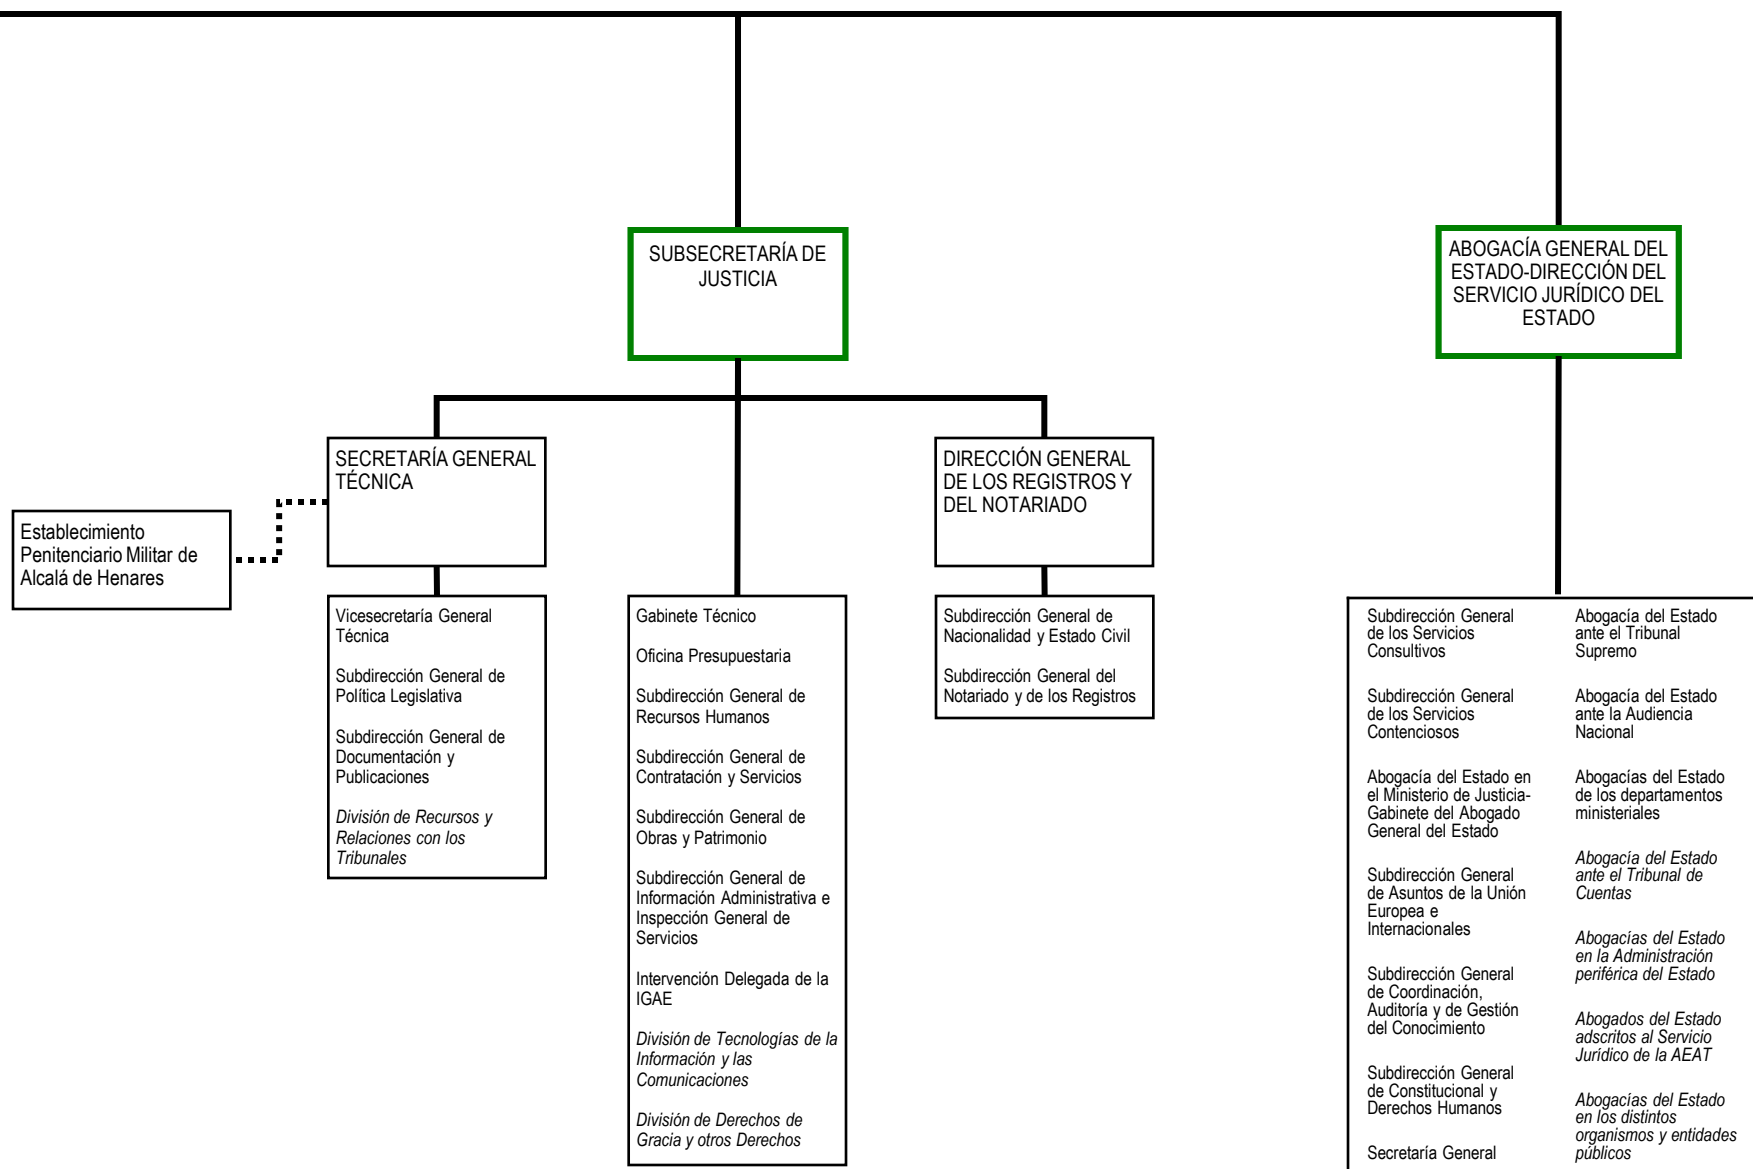 SUBSECRETARÍA DE
JUSTICIA
ABOGACÍA GENERAL DEL
ESTADO-DIRECCIÓN DEL
SERVICIO JURÍDICO DEL
ESTADO
SECRETARÍA GENERAL
TÉCNICA
DIRECCIÓN GENERAL
DE LOS REGISTROS Y
DEL NOTARIADO
Establecimiento
Penitenciario Militar de
Alcalá de Henares
Vicesecretaría General
Técnica
Subdirección General de
Política Legislativa
Subdirección General de
Documentación y
Publicaciones
División de Recursos y
Relaciones con los
Tribunales
Gabinete Técnico
Oficina Presupuestaria
Subdirección General de
Recursos Humanos
Subdirección General de
Contratación y Servicios
Subdirección General de
Obras y Patrimonio
Subdirección General de
Información Administrativa e
Inspección General de
Servicios
Intervención Delegada de la
IGAE
División de Tecnologías de la
Información y las
Comunicaciones
División de Derechos de
Gracia y otros Derechos
Subdirección General de
Nacionalidad y Estado Civil
Subdirección General del
Notariado y de los Registros
Subdirección General
de los Servicios
Consultivos
Subdirección General
de los Servicios
Contenciosos
Abogacía del Estado en
el Ministerio de Justicia-
Gabinete del Abogado
General del Estado
Subdirección General
de Asuntos de la Unión
Europea e
Internacionales
Subdirección General
de Coordinación,
Auditoría y de Gestión
del Conocimiento
Subdirección General
de Constitucional y
Derechos Humanos
Secretaría General
Abogacía del Estado
ante el Tribunal
Supremo
Abogacía del Estado
ante la Audiencia
Nacional
Abogacías del Estado
de los departamentos
ministeriales
Abogacía del Estado
ante el Tribunal de
Cuentas
Abogacías del Estado
en la Administración
periférica del Estado
Abogados del Estado
adscritos al Servicio
Jurídico de la AEAT
Abogacías del Estado
en los distintos
organismos y entidades
públicos